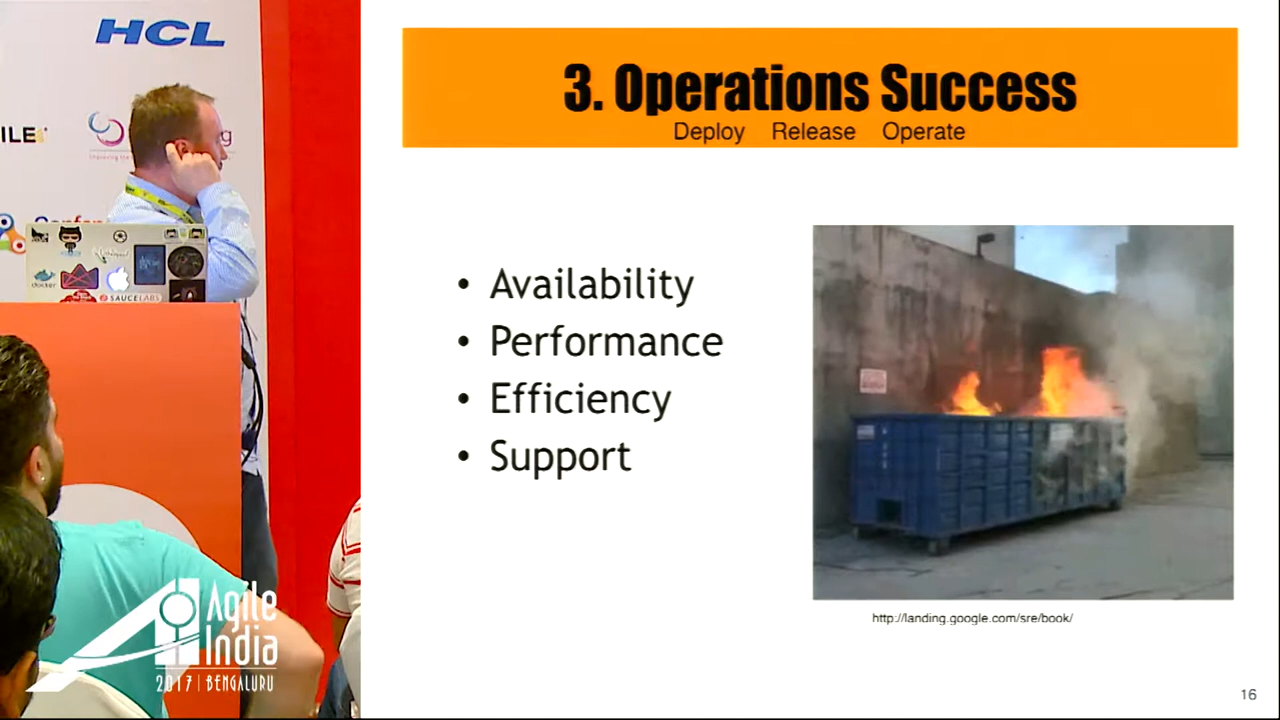 HCL
ILE
3. Operations Success
Deploy Release Operate
Availability
Performance
Efficiency
Support
docker
SAUCELABS
http://landing.google.com/sre/book/
Agile
India
2017 | BENGALURU
16